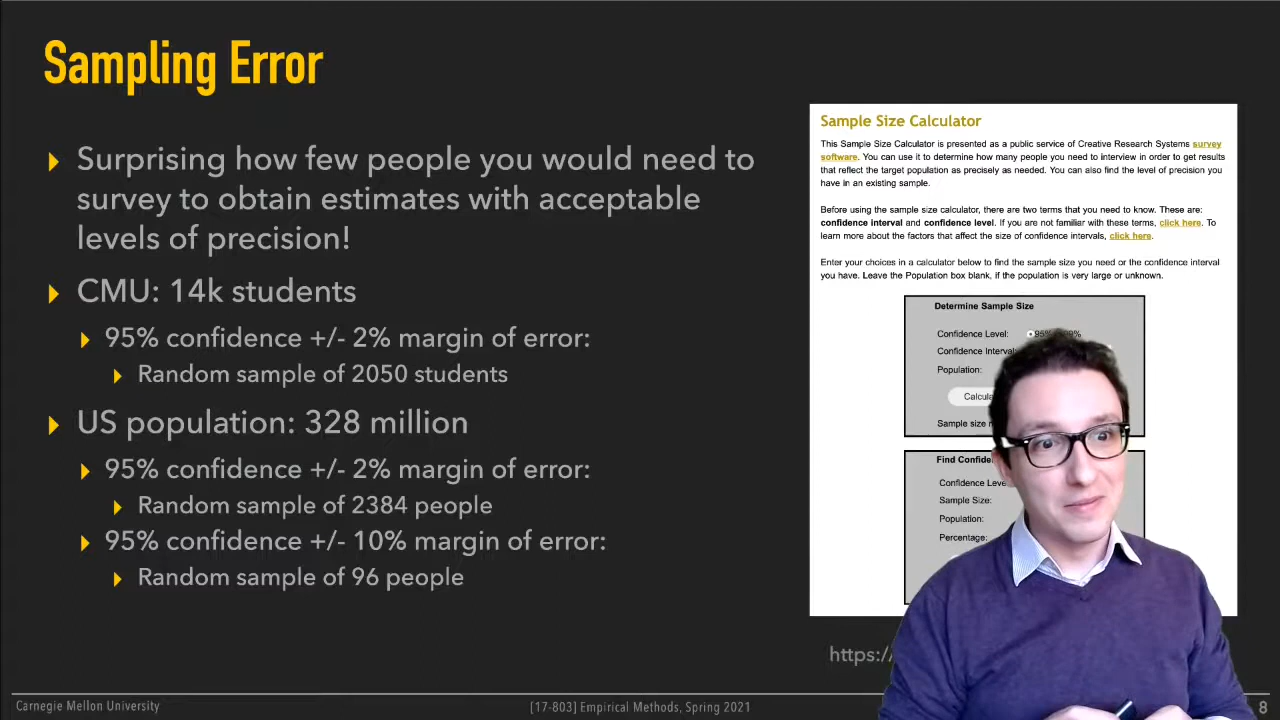 Sampling Error
Surprising how few people you would need to
survey to obtain estimates with acceptable
levels of precision!
CMU: 14k students
95% confidence +/- 2% margin of error:
Random sample of 2050 students
US population: 328 million
95% confidence +/- 2% margin of error:
Random sample of 2384 people
95% confidence +/- 10% margin of error:
Random sample of 96 people
Sample Size Calculator
This Sample Size Calculator is presented as a public service of Creative Research Systems survey
software. You can use it to determine how many people you need to interview in order to get results
that reflect the target population as precisely as needed. You can also find the level of precision you
have in an existing sample.
Before using the sample size calculator, there are two terms that you need to know. These are:
confidence interval and confidence level. If you are not familiar with these terms, click here. To
learn more about the factors that affect the size of confidence intervals, click here.
Enter your choices in a calculator below to find the sample size you need or the confidence interval
you have. Leave the Population box blank, if the population is very large or unknown.
Determine Sample Size
Confidence Level: 95%
Confidence Interval
Population:
Sample size
Find
Sample Size:
Population:
Percentage:
https:/
Carnegie Mellon University
[17-803] Empirical Methods, Spring 2021
8